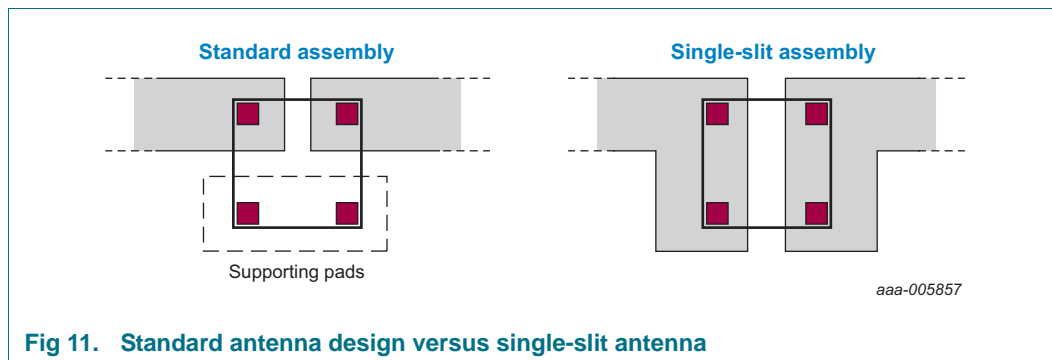 Standard assembly
Single-slit assembly
Supporting pads
aaa-005857
Fig 11. Standard antenna design versus single-slit antenna